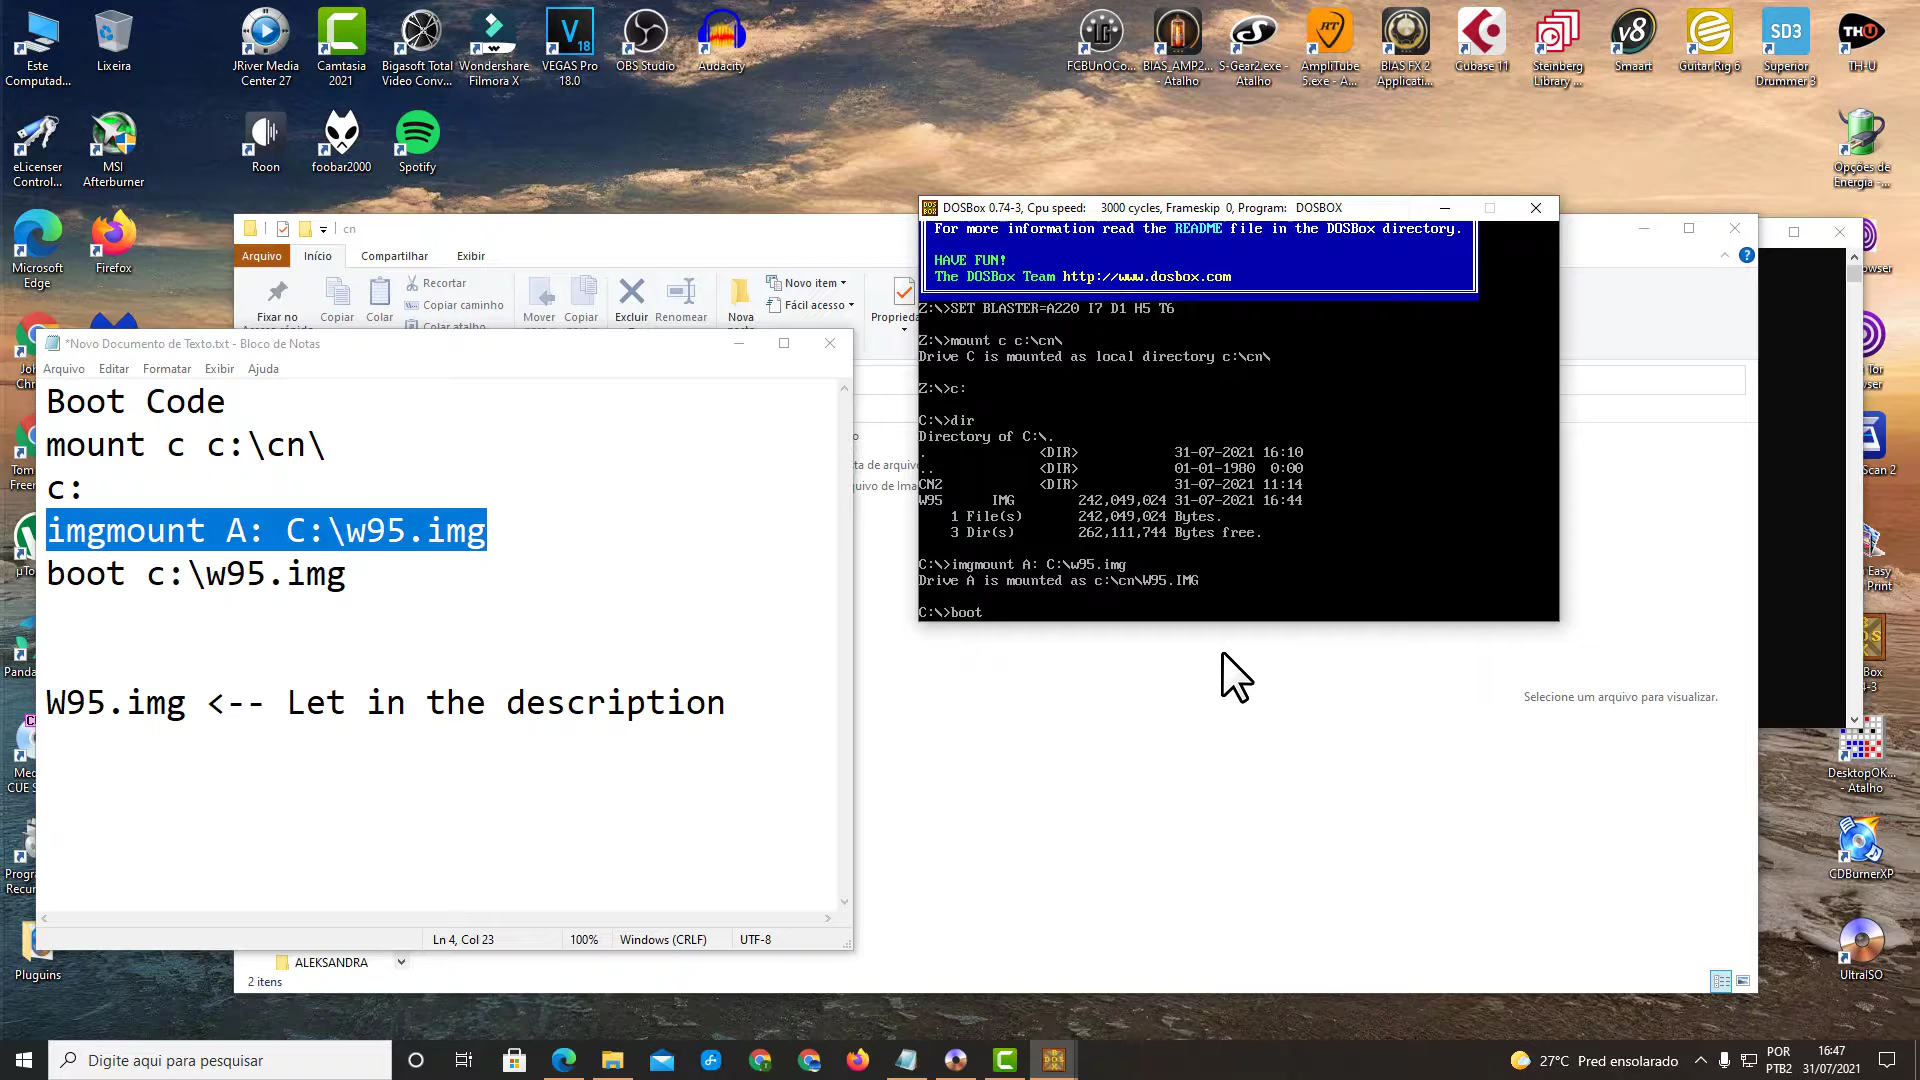 Este Computad...
Lixeira
JRiver Media Center 27
Camtasia 2021
Bigasoft Total Video Conv...
Wondershare Filmora X
VEGAS Pro 18.0
OBS Studio
Audacity
FCBUnOCo...
BIAS_AMP2... - Atalho
S-Gear2.exe - Atalho
AmpliTube 5.exe - A...
BIAS FX 2 Applicati...
Cubase 11
Steinberg Library ...
Smaart
Guitar Rig 6
Superior Drummer 3
TH-U
eLicenser Control...
MSI Afterburner
Roon
foobar2000
Spotify
Opções de Energia -...
Microsoft Edge
Firefox
cn
Arquivo
Início
Compartilhar
Exibir
Fixar no
Copiar
Colar
Recortar
Copiar caminho
Colar atalho
Mover
Copiar
Excluir
Renomear
Nova
Novo item
Fácil acesso
Proprieda
*Novo Documento de Texto.txt - Bloco de Notas
Arquivo
Editar
Formatar
Exibir
Ajuda
Boot Code
mount c c:\cn\
c:
imgmount A: C:\w95.img
boot c:\w95.img
W95.img <-- Let in the description
Ln 4, Col 23
100%
Windows (CRLF)
UTF-8
ALEKSANDRA
2 itens
DOSBox 0.74-3, Cpu speed: 3000 cycles, Frameskip 0, Program: DOSBOX
For more information read the README file in the DOSBox directory.
HAVE FUN!
The DOSBox Team http://www.dosbox.com
Z:\>SET BLASTER=A220 I7 D1 H5 T6
Z:\>mount c c:\cn\
Drive C is mounted as local directory c:\cn\
Z:\>c:
C:\>dir
Directory of C:\.
. <DIR> 31-07-2021 16:10
.. <DIR> 01-01-1980 0:00
CN2 <DIR> 31-07-2021 11:14
W95 IMG 242,049,024 31-07-2021 16:44
1 File(s) 242,049,024 Bytes.
3 Dir(s) 262,111,744 Bytes free.
C:\>imgmount A: C:\w95.img
Drive A is mounted as c:\cn\W95.IMG
C:\>boot
Selecione um arquivo para visualizar.
DesktopOK... - Atalho
CDBurnerXP
UltraISO
Pluguins
Digite aqui para pesquisar
27°C Pred ensolarado
POR
PTB2
16:47
31/07/2021